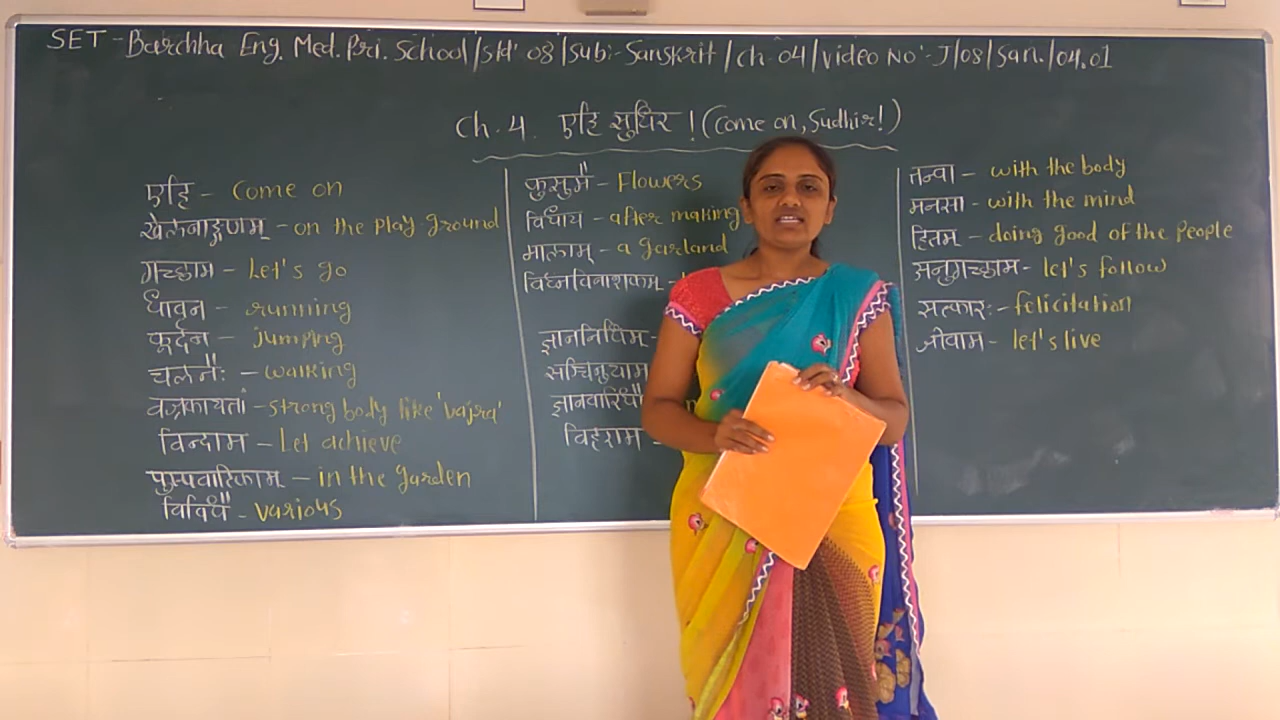 SET - Barchha Eng. Med. Pri. School / Std' 08 / Sub:- Sanskrit / Ch. 04 / Video No'- J/08/San./04.01
Ch. 4. एहि सुधिर ! (Come on, Sudhir!)
एहि - Come on
खेलनाङ्गणम् - on the play ground
गच्छाम - Let's go
धावन - running
कूर्दन - jumping
चलनैः - walking
वज्रकायतां - strong body like 'vajra'
विन्दाम - Let achieve
पुष्पवाटिकाम् - in the garden
विविधै - various
कुसुमै - Flowers
विधाय - after making
मालाम् - a garland
विघ्नविनाशकम् -
ज्ञाननिधिम् -
सञ्चिनुयाम
ज्ञानवारिधौ
विहराम -
तन्वा - with the body
मनसा - with the mind
हितम् - doing good of the people
अनुगच्छाम - let's follow
सत्कारः - felicitation
जीवाम - let's live